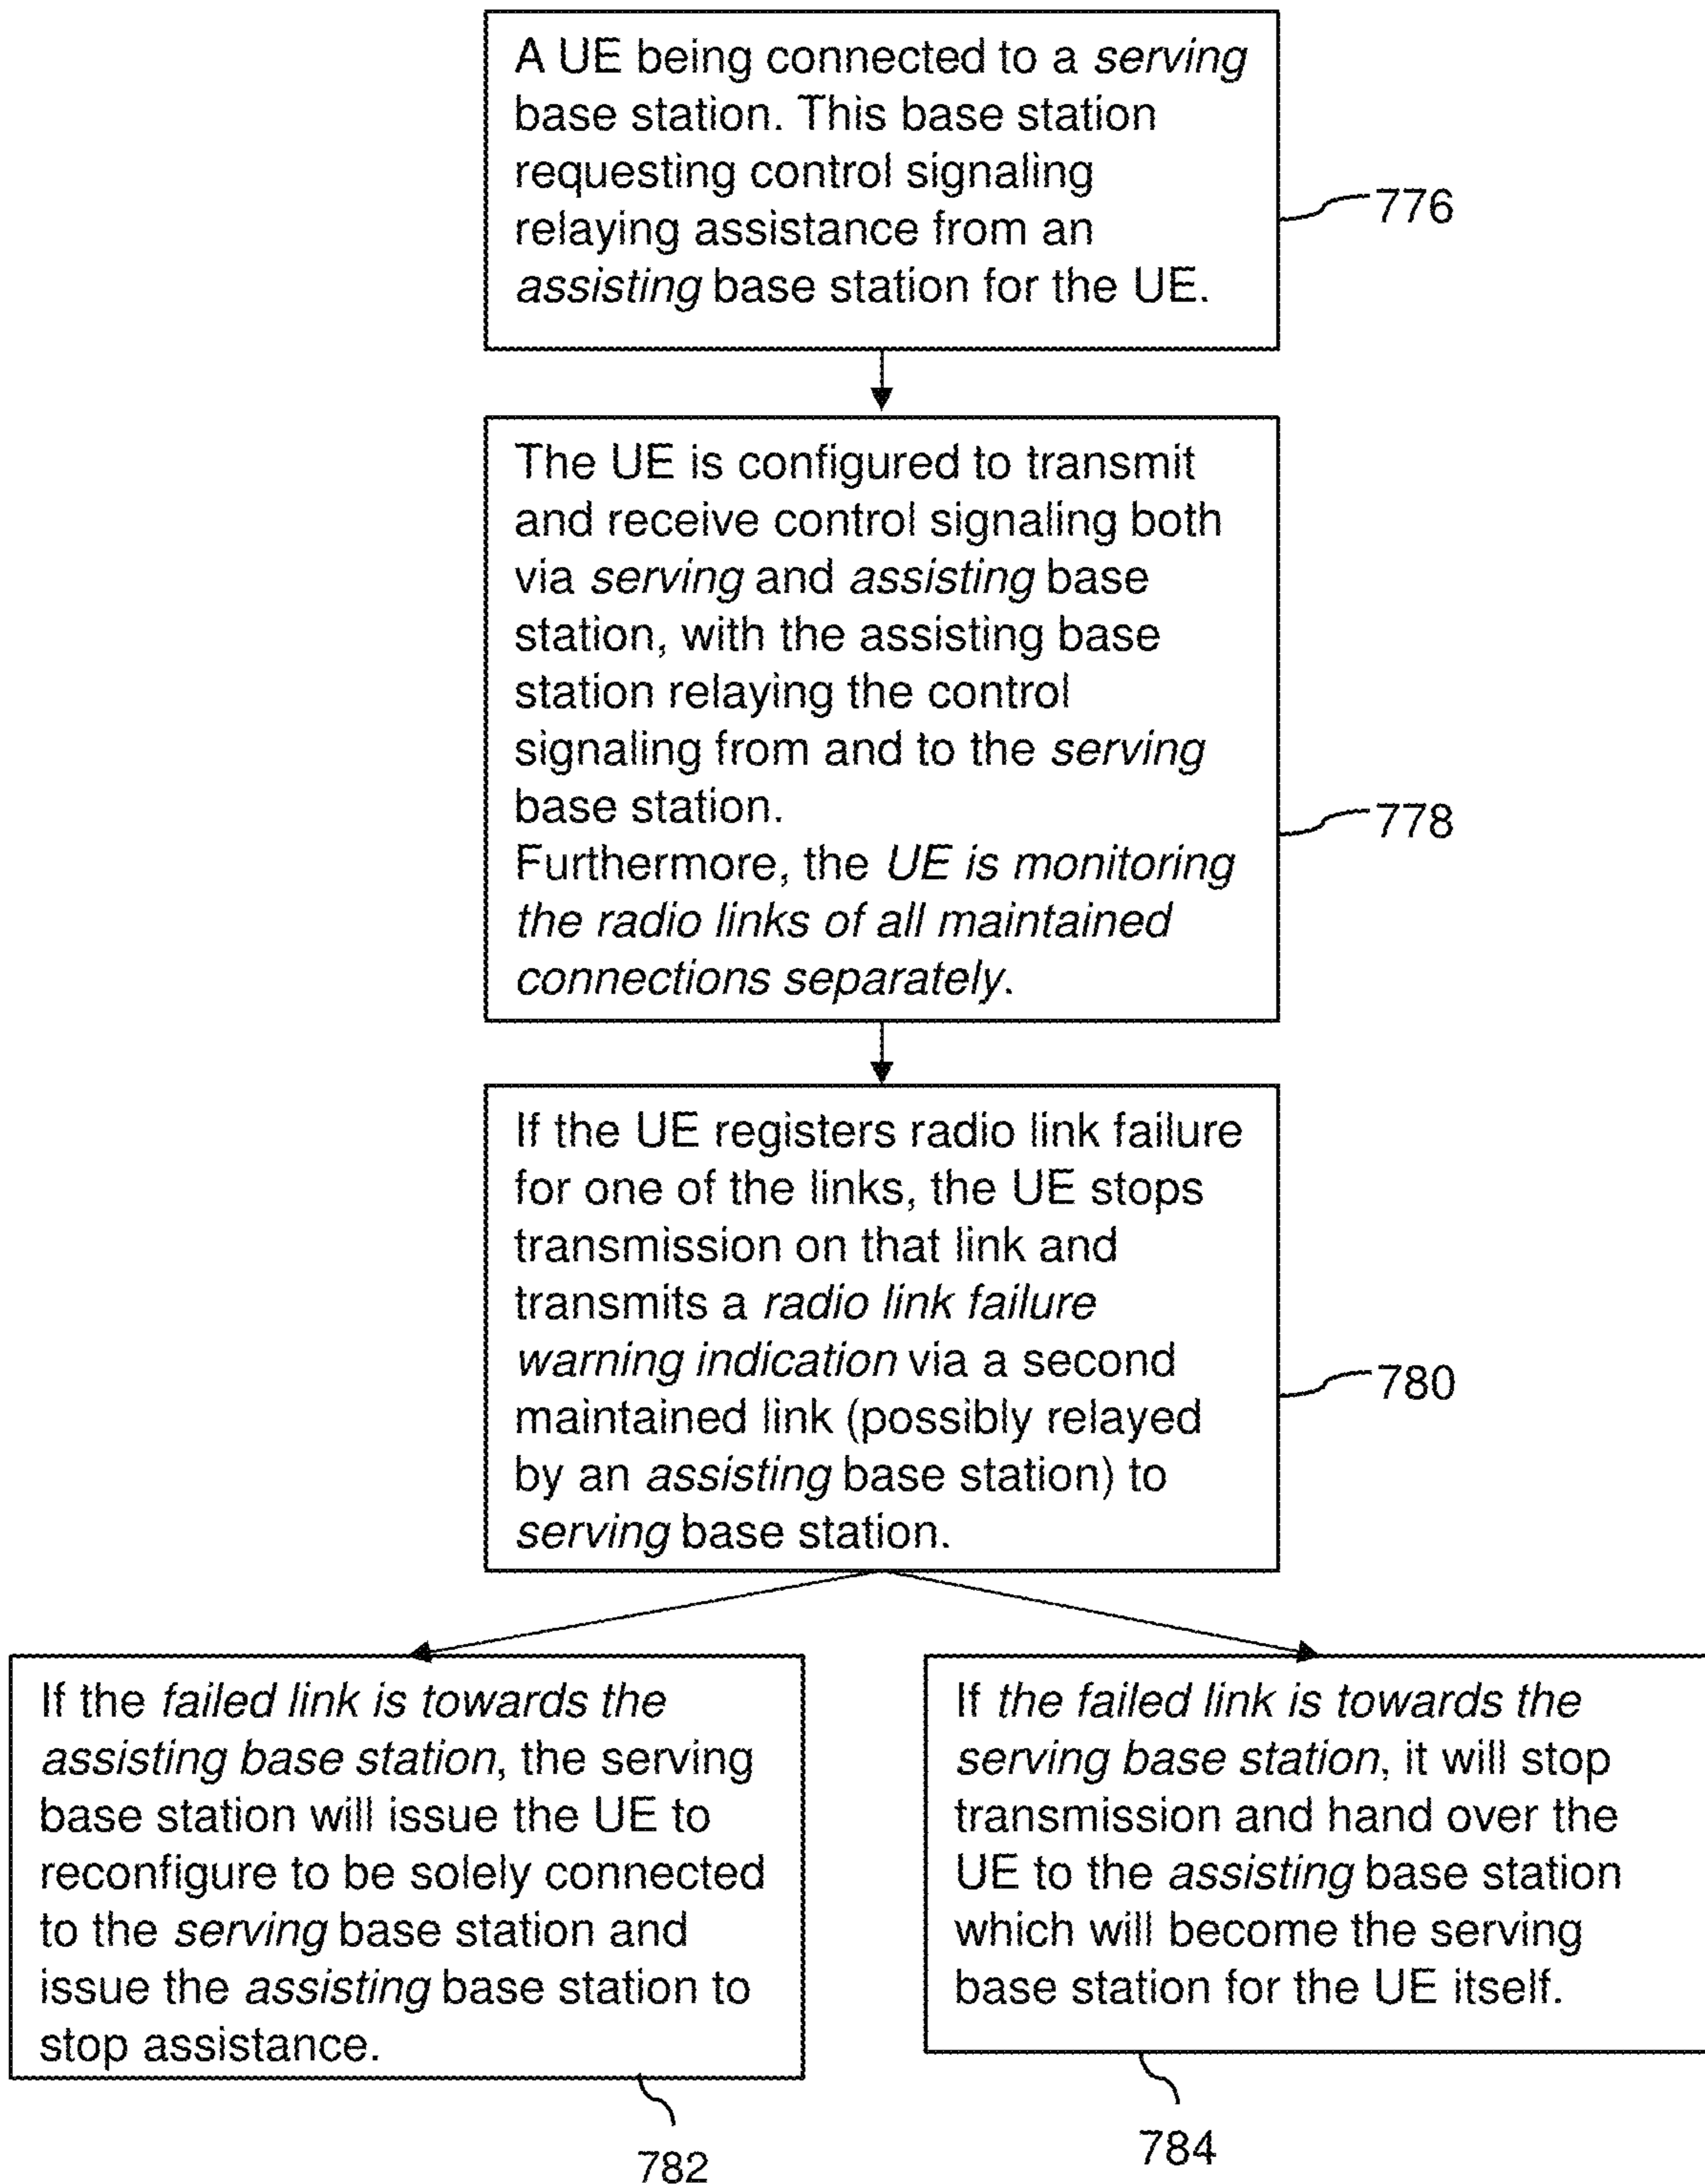 A UE being connected to a serving
base station. This base station
requesting control signaling
relaying assistance from an
assisting base station for the UE.
776
The UE is configured to transmit
and receive control signaling both
via serving and assisting base
station, with the assisting base
station relaying the control
signaling from and to the serving
base station.
Furthermore, the UE is monitoring
the radio links of all maintained
connections separately.
778
If the UE registers radio link failure
for one of the links, the UE stops
transmission on that link and
transmits a radio link failure
warning indication via a second
maintained link (possibly relayed
by an assisting base station) to
serving base station.
780
If the failed link is towards the
assisting base station, the serving
base station will issue the UE to
reconfigure to be solely connected
to the serving base station and
issue the assisting base station to
stop assistance.
782
If the failed link is towards the
serving base station, it will stop
transmission and hand over the
UE to the assisting base station
which will become the serving
base station for the UE itself.
784